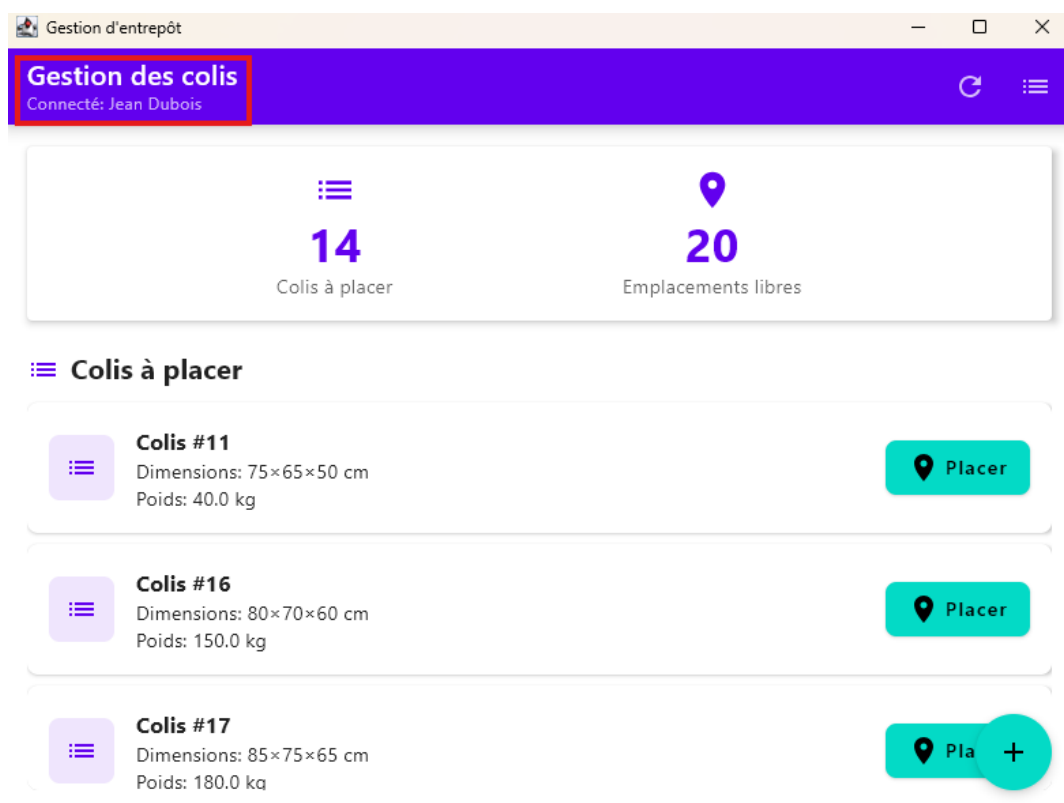 Gestion d'entrepôt
Gestion des colis
Connecté: Jean Dubois
14
Colis à placer
20
Emplacements libres
Colis à placer
Colis #11
Dimensions: 75×65×50 cm
Poids: 40.0 kg
Placer
Colis #16
Dimensions: 80×70×60 cm
Poids: 150.0 kg
Placer
Colis #17
Dimensions: 85×75×65 cm
Poids: 180.0 kg
Pla
+